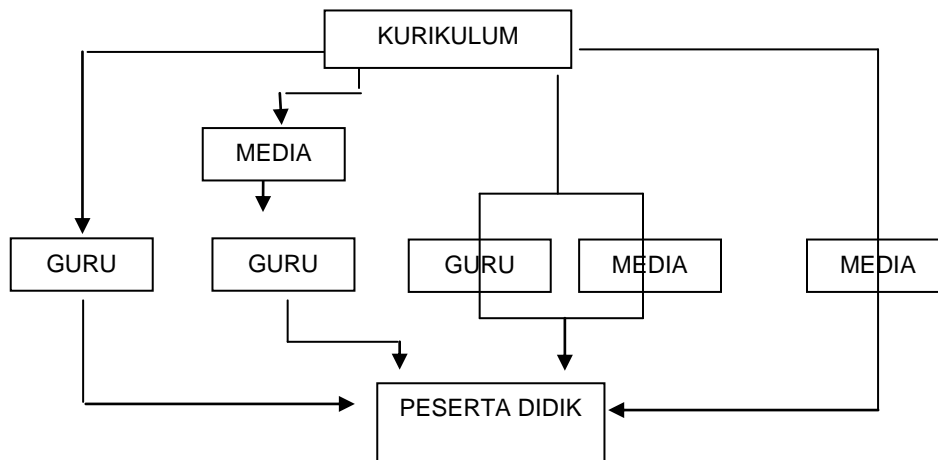 KURIKULUM
MEDIA
GURU
GURU
GURU
MEDIA
MEDIA
PESERTA DIDIK